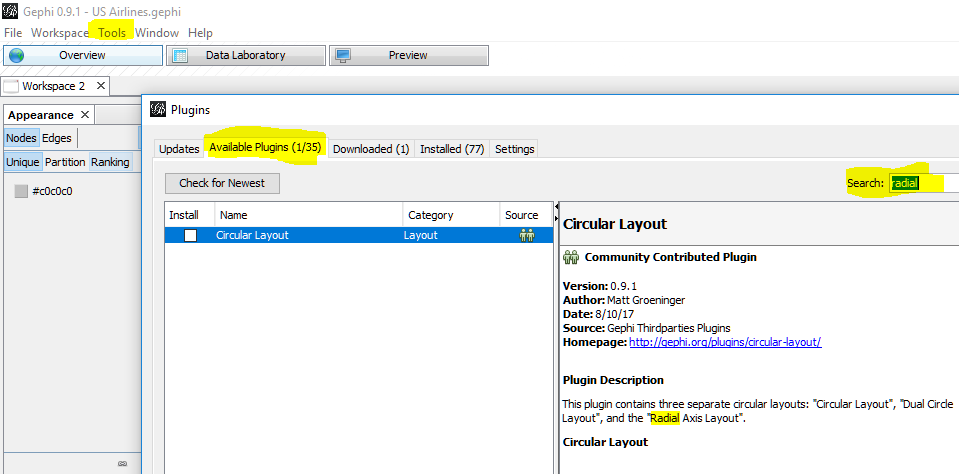 Gephi 0.9.1 - US Airlines.gephi
File Workspace Tools Window Help
Overview Data Laboratory Preview
Workspace 2
Plugins
Appearance
Nodes Edges
Unique Partition Ranking
#c0c0c0
Updates Available Plugins (1/35) Downloaded (1) Installed (77) Settings
Check for Newest Search: radial
Install Name Category Source
Circular Layout Layout
Circular Layout
Community Contributed Plugin
Version: 0.9.1
Author: Matt Groeninger
Date: 8/10/17
Source: Gephi Thirdparties Plugins
Homepage: http://gephi.org/plugins/circular-layout/
Plugin Description
This plugin contains three separate circular layouts: "Circular Layout", "Dual Circle
Layout", and the "Radial Axis Layout".
Circular Layout